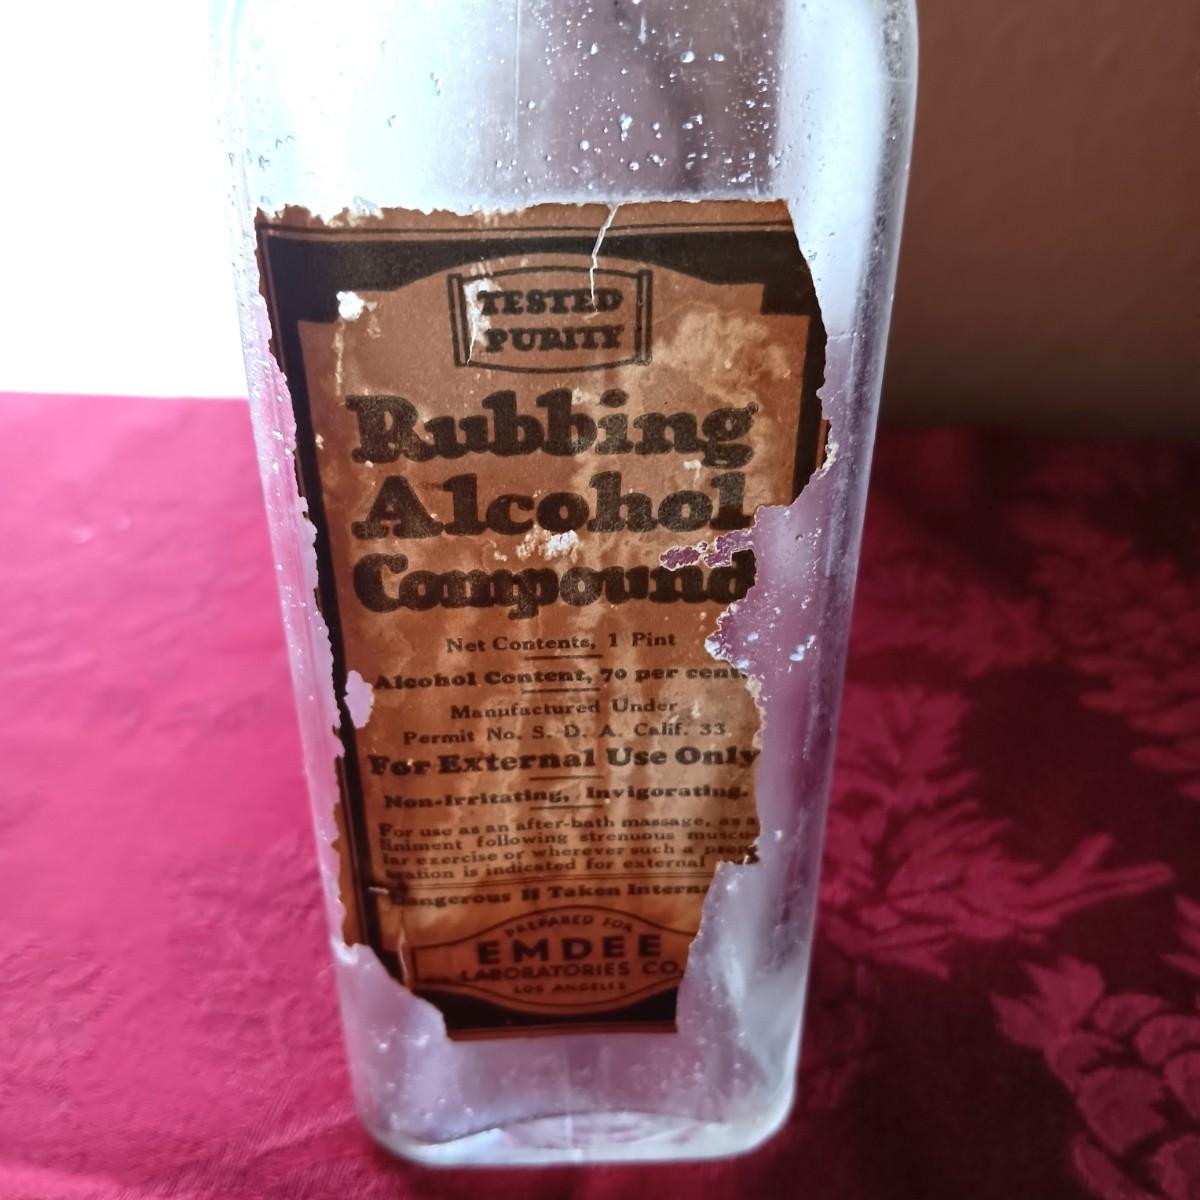 TESTED
PURITY
Rubbing
Alcohol
Compound
Net Contents, 1 Pint
Alcohol Content, 70 per cent
Manufactured Under
Permit No. S. D. A. Calif. 33
For External Use Only
Non-Irritating, Invigorating.
For use as an after-bath massage, as a
liniment following strenuous muscu-
lar exercise or wherever such a prep
ration is indicated for external
Dangerous If Taken Interna
PREPARED FOR
EMDEE
LABORATORIES CO.
LOS ANGELES